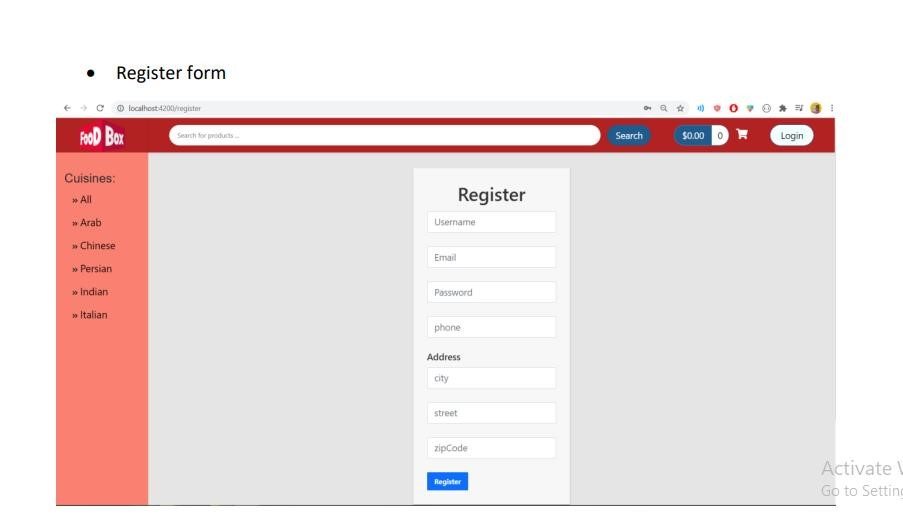 • Register form
localhost:4200/register
FooD Box
Search for products ...
Search
$0.00 0
Login
Cuisines:
» All
» Arab
» Chinese
» Persian
» Indian
» Italian
Register
Username
Email
Password
phone
Address
city
street
zipCode
Register
Activate
Go to Setting